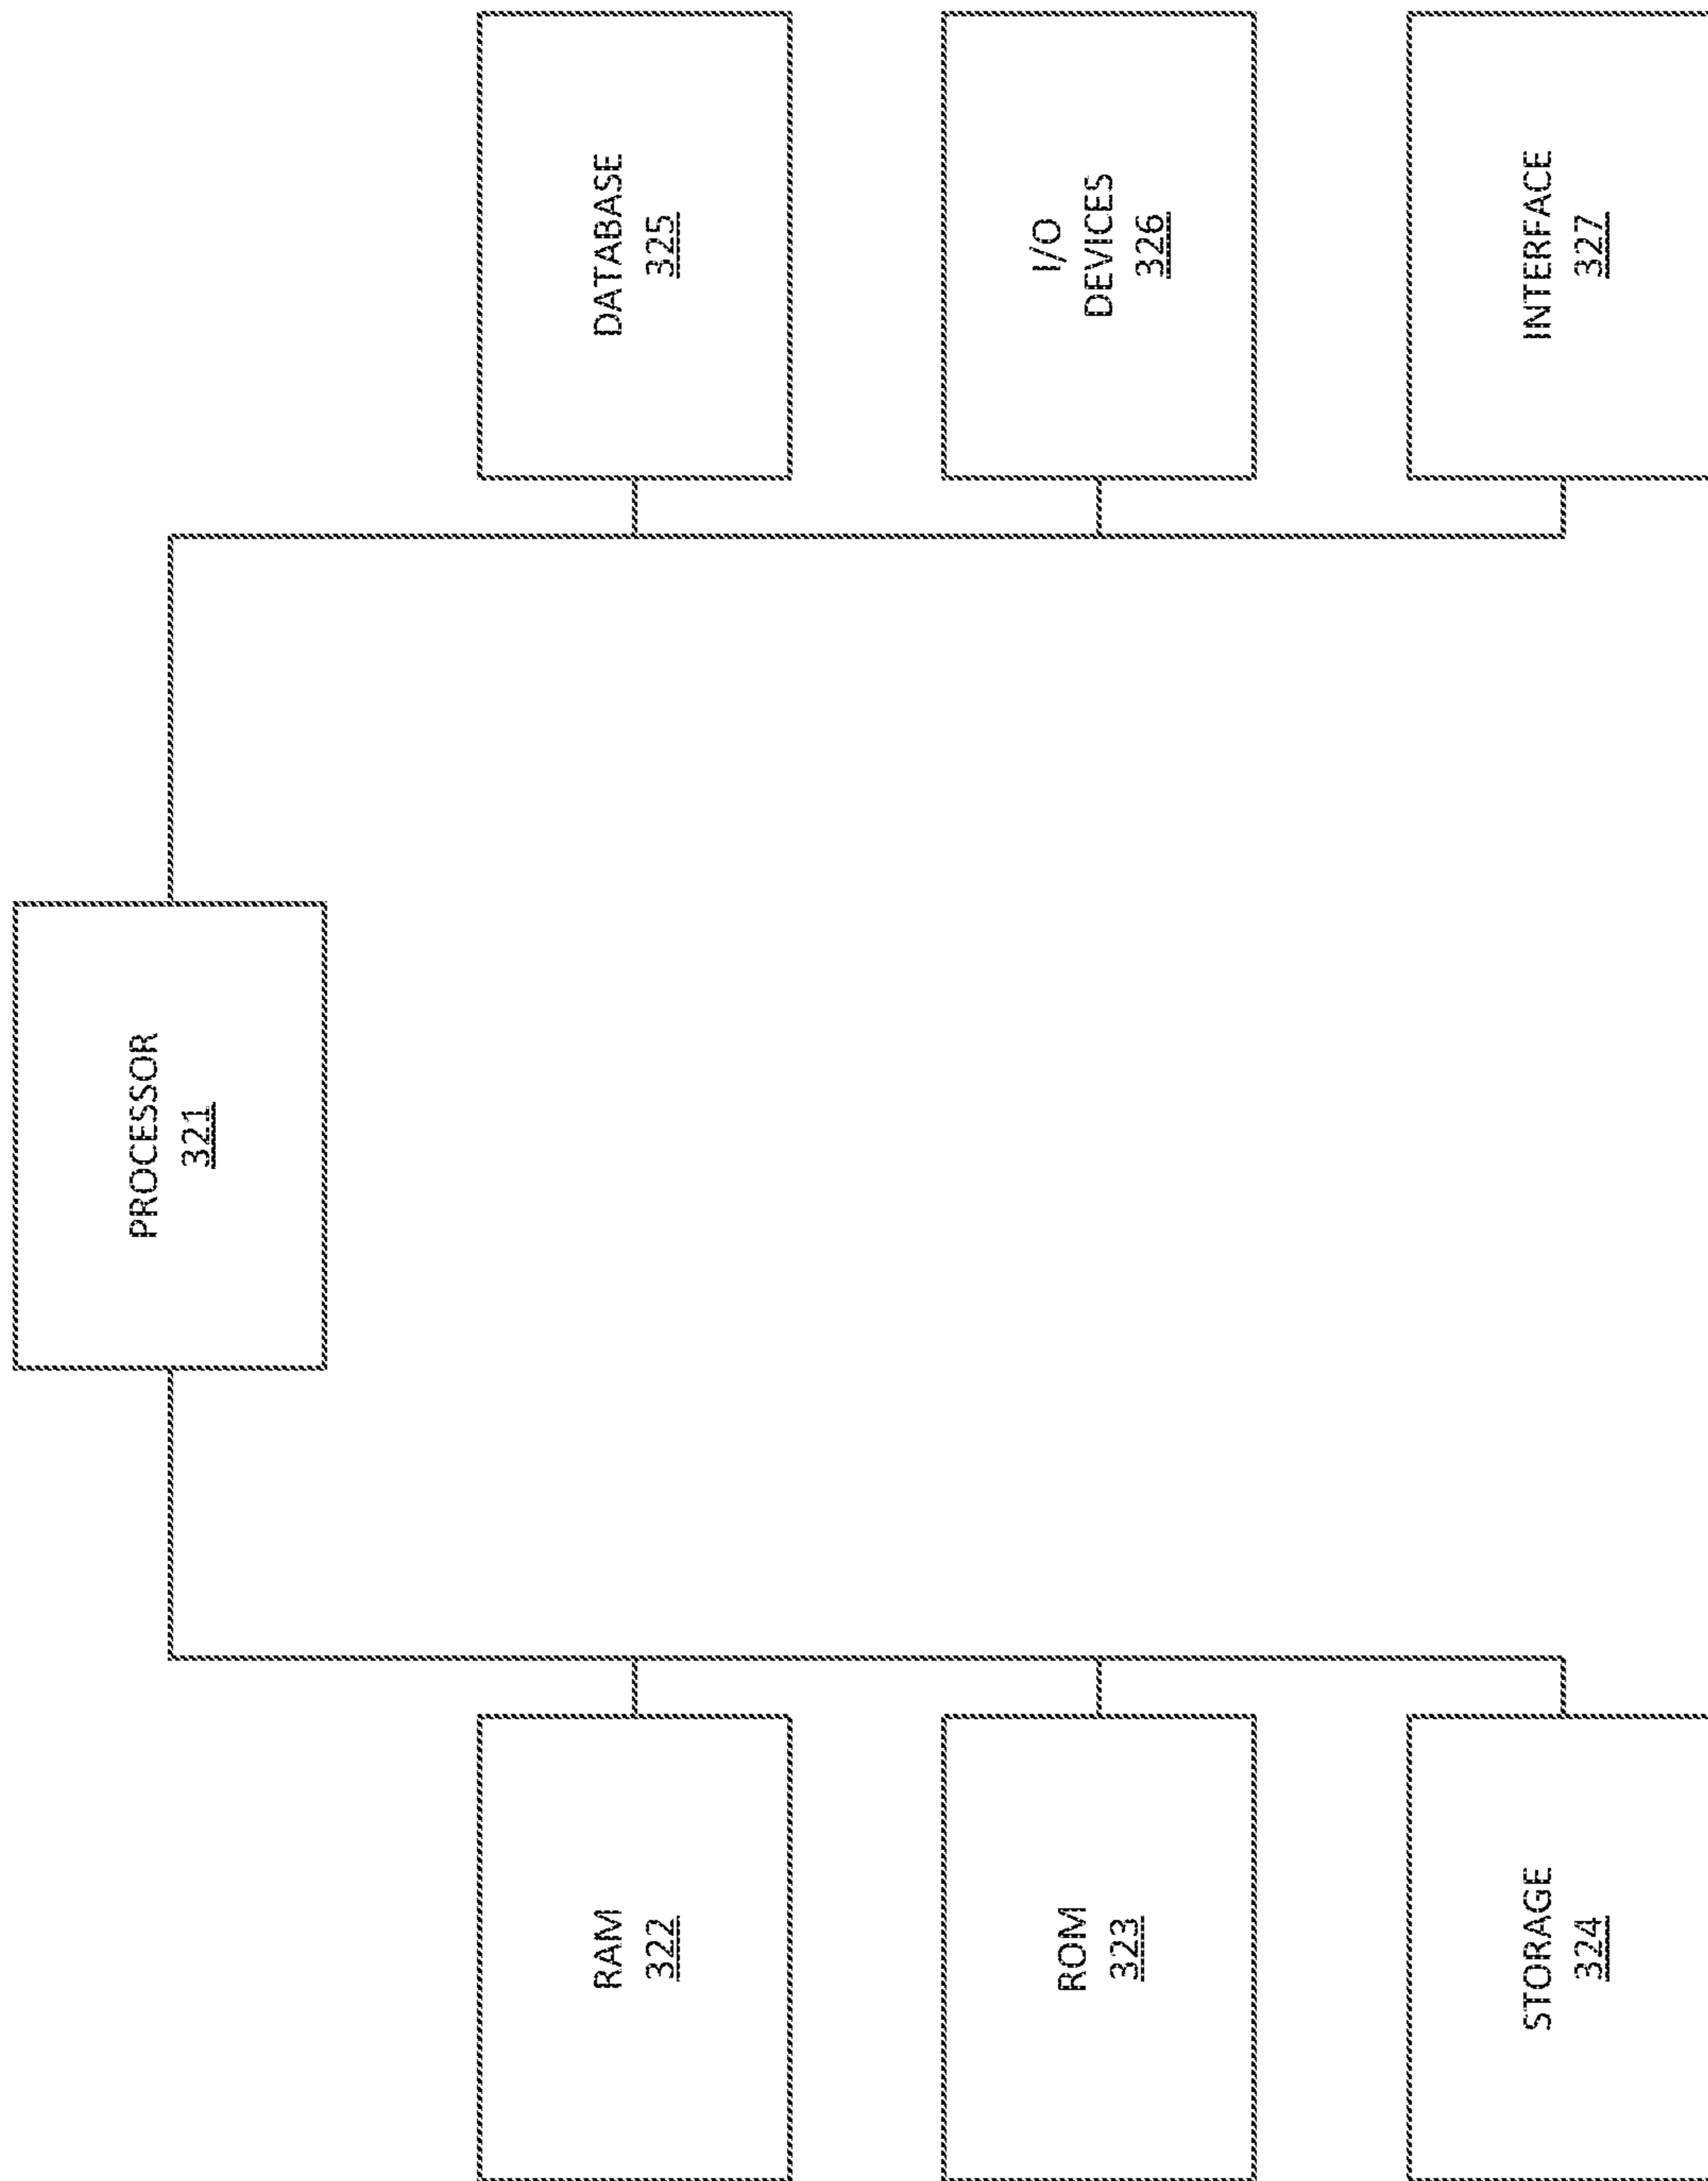 PROCESSOR
321
RAM
322
ROM
323
STORAGE
324
DATABASE
325
I/O
DEVICES
326
INTERFACE
327